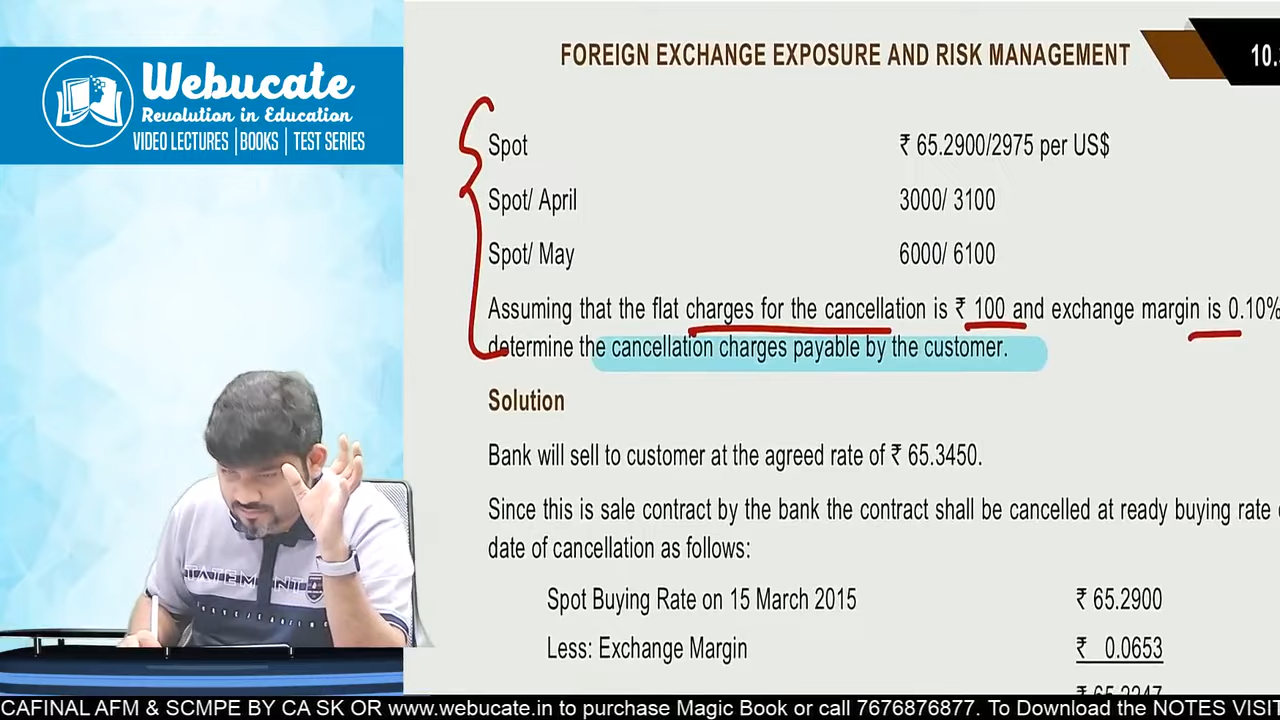 Webucate
Revolution in Education
VIDEO LECTURES | BOOKS | TEST SERIES
FOREIGN EXCHANGE EXPOSURE AND RISK MANAGEMENT
10.
Spot ₹ 65.2900/2975 per US$
Spot/ April 3000/ 3100
Spot/ May 6000/ 6100
Assuming that the flat charges for the cancellation is ₹ 100 and exchange margin is 0.10%
determine the cancellation charges payable by the customer.
Solution
Bank will sell to customer at the agreed rate of ₹ 65.3450.
Since this is sale contract by the bank the contract shall be cancelled at ready buying rate
date of cancellation as follows:
Spot Buying Rate on 15 March 2015 ₹ 65.2900
Less: Exchange Margin ₹ 0.0653
₹ 65.2247
CAFINAL AFM & SCMPE BY CA SK OR www.webucate.in to purchase Magic Book or call 7676876877. To Download the NOTES VISIT